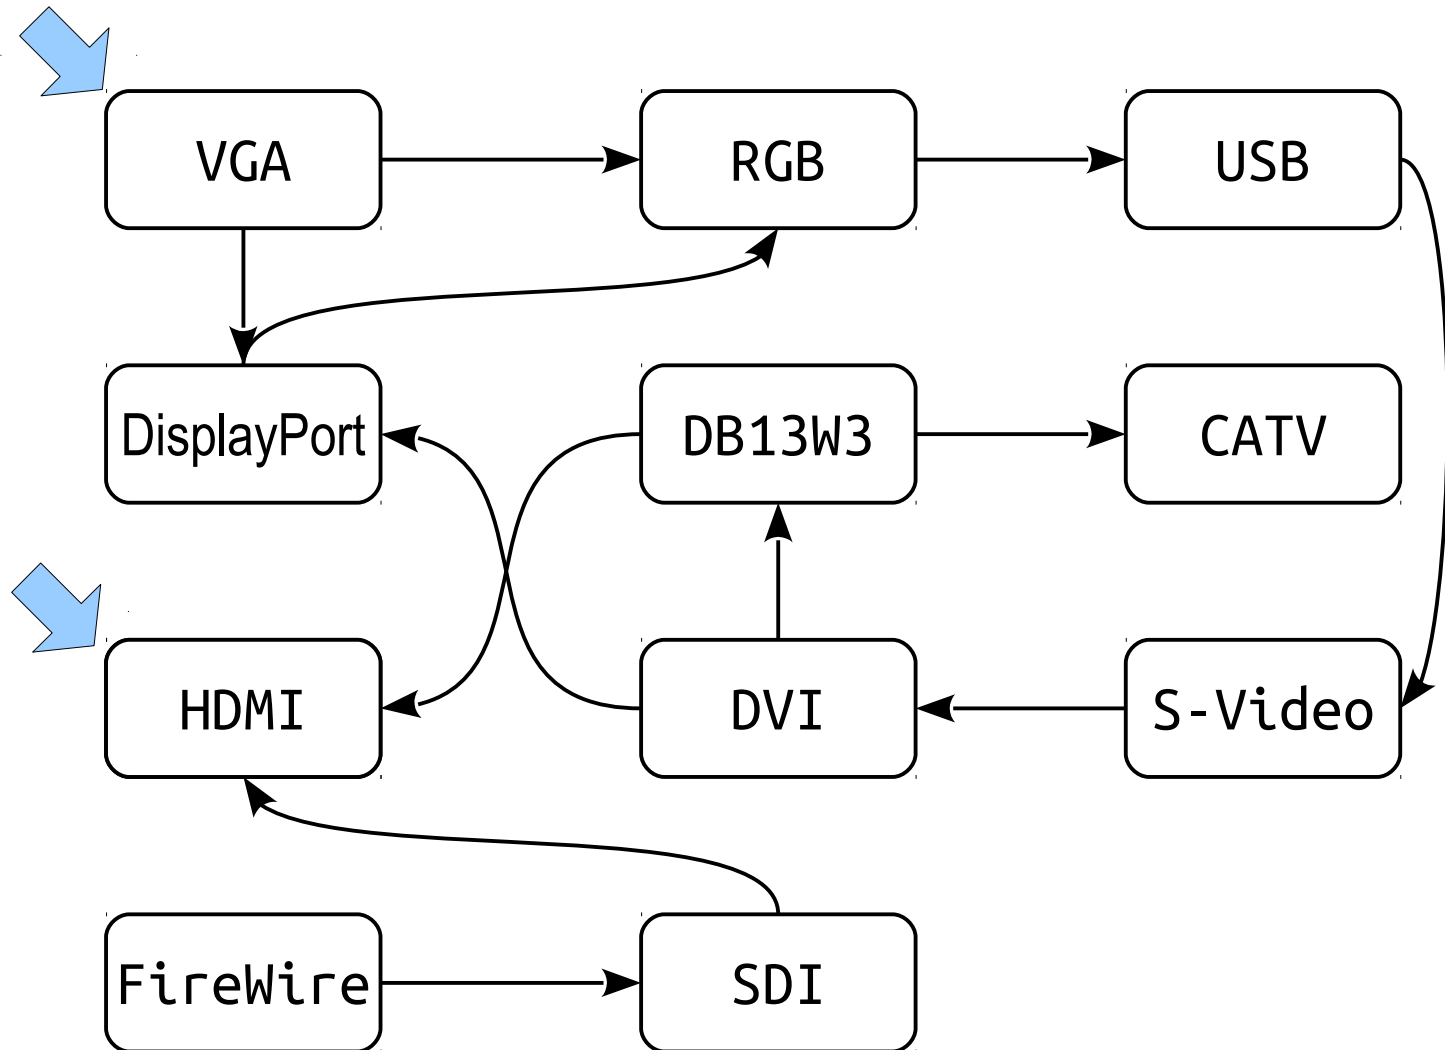 VGA
RGB
USB
DisplayPort
DB13W3
CATV
HDMI
DVI
S-Video
FireWire
SDI